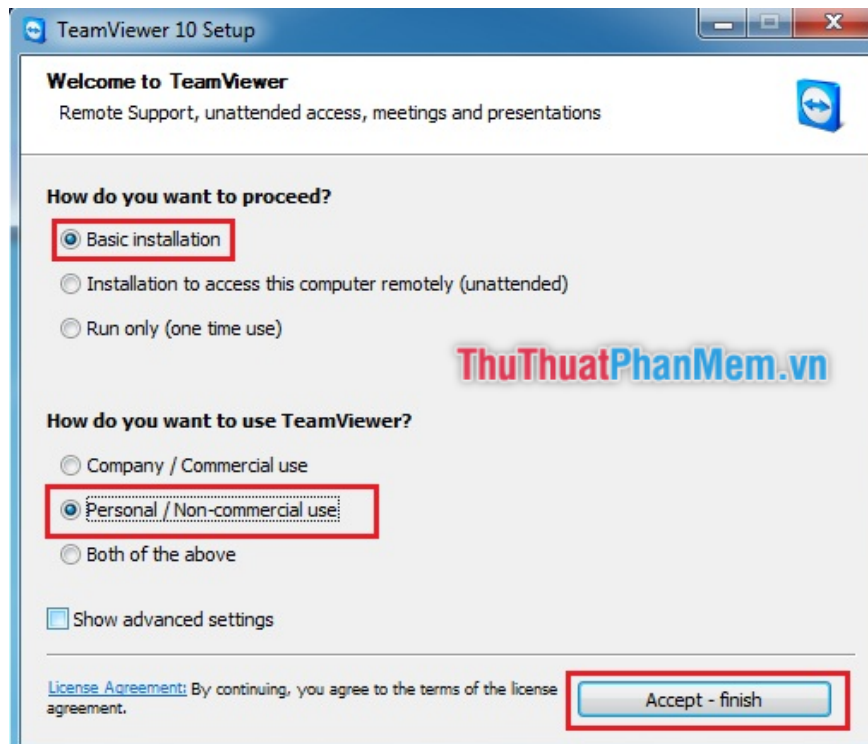 TeamViewer 10 Setup
Welcome to TeamViewer
Remote Support, unattended access, meetings and presentations
How do you want to proceed?
Basic installation
Installation to access this computer remotely (unattended)
Run only (one time use)
ThuThuatPhanMem.vn
How do you want to use TeamViewer?
Company / Commercial use
Personal / Non-commercial use
Both of the above
Show advanced settings
License Agreement: By continuing, you agree to the terms of the license
agreement.
Accept - finish